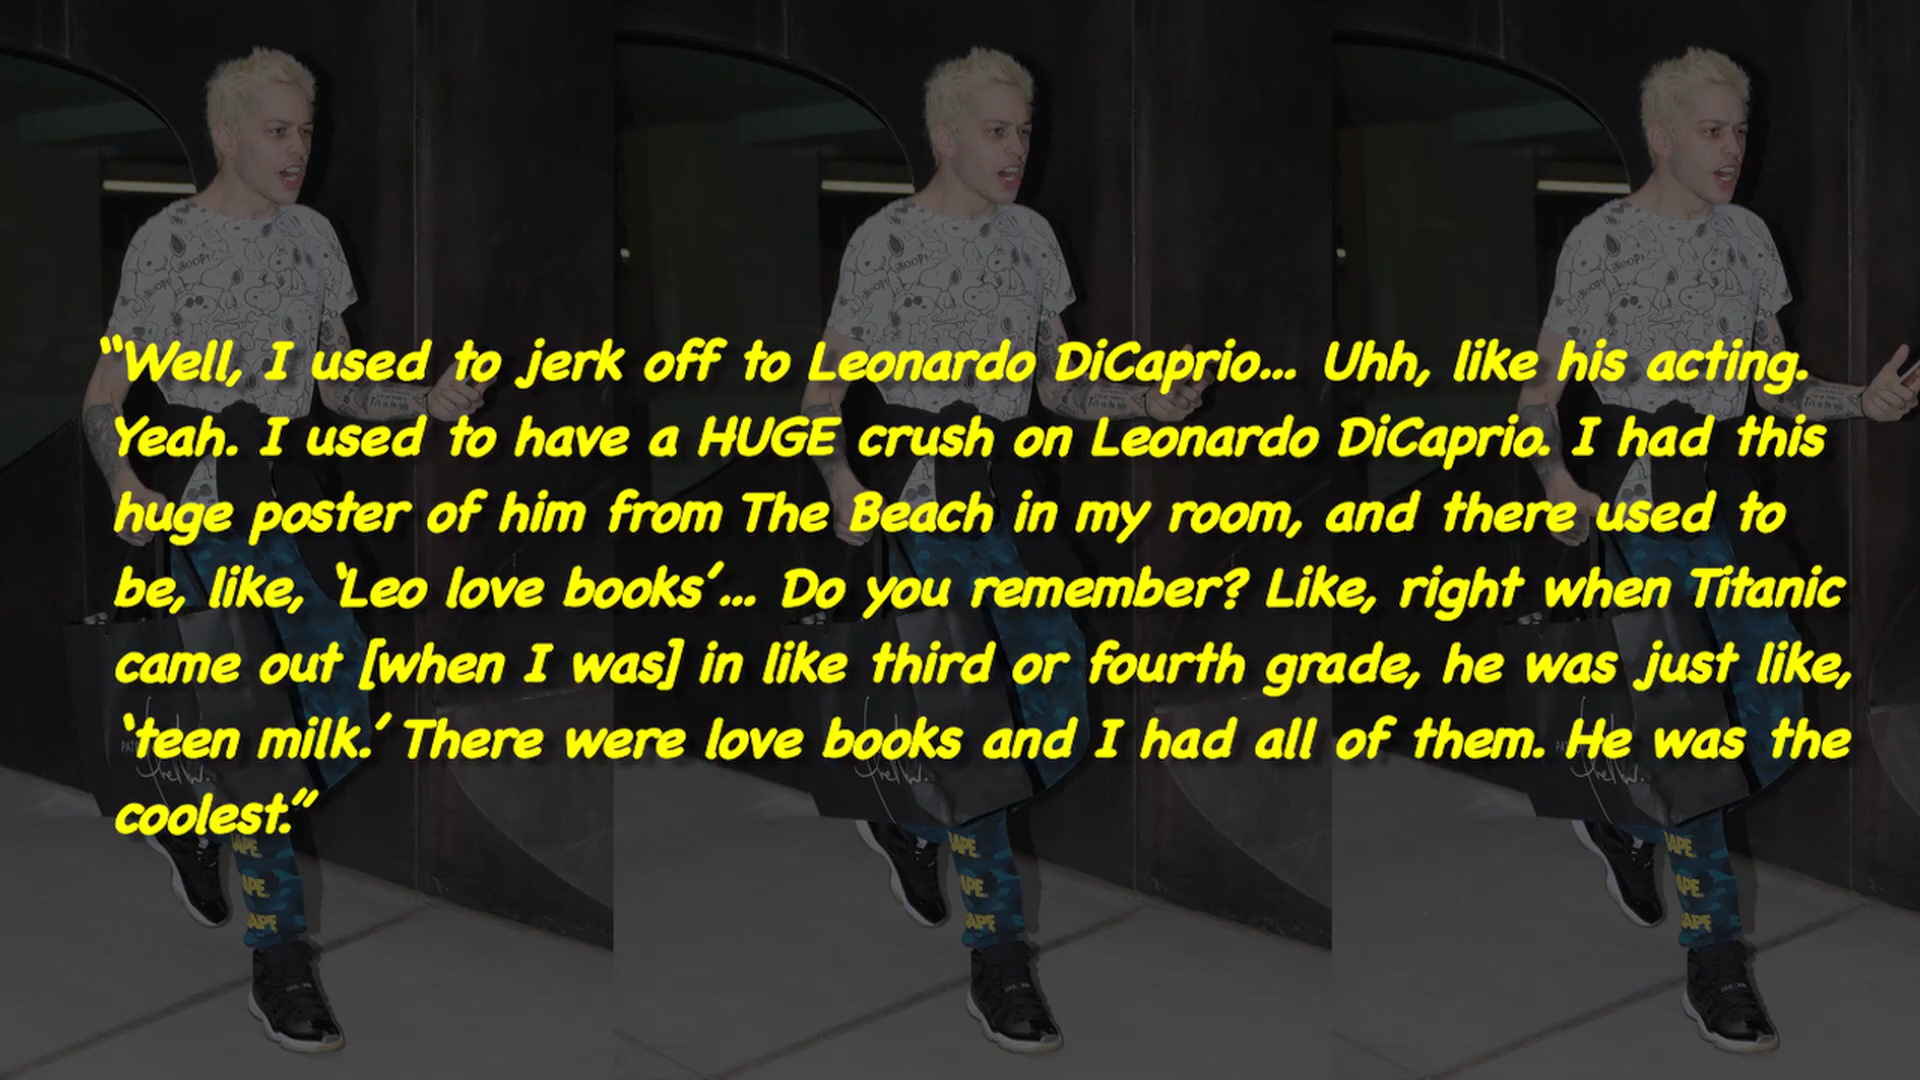 “Well, I used to jerk off to Leonardo DiCaprio... Uhh, like his acting.
Yeah. I used to have a HUGE crush on Leonardo DiCaprio. I had this
huge poster of him from The Beach in my room, and there used to
be, like, ‘Leo love books’... Do you remember? Like, right when Titanic
came out [when I was] in like third or fourth grade, he was just like,
‘teen milk.’ There were love books and I had all of them. He was the
coolest.”